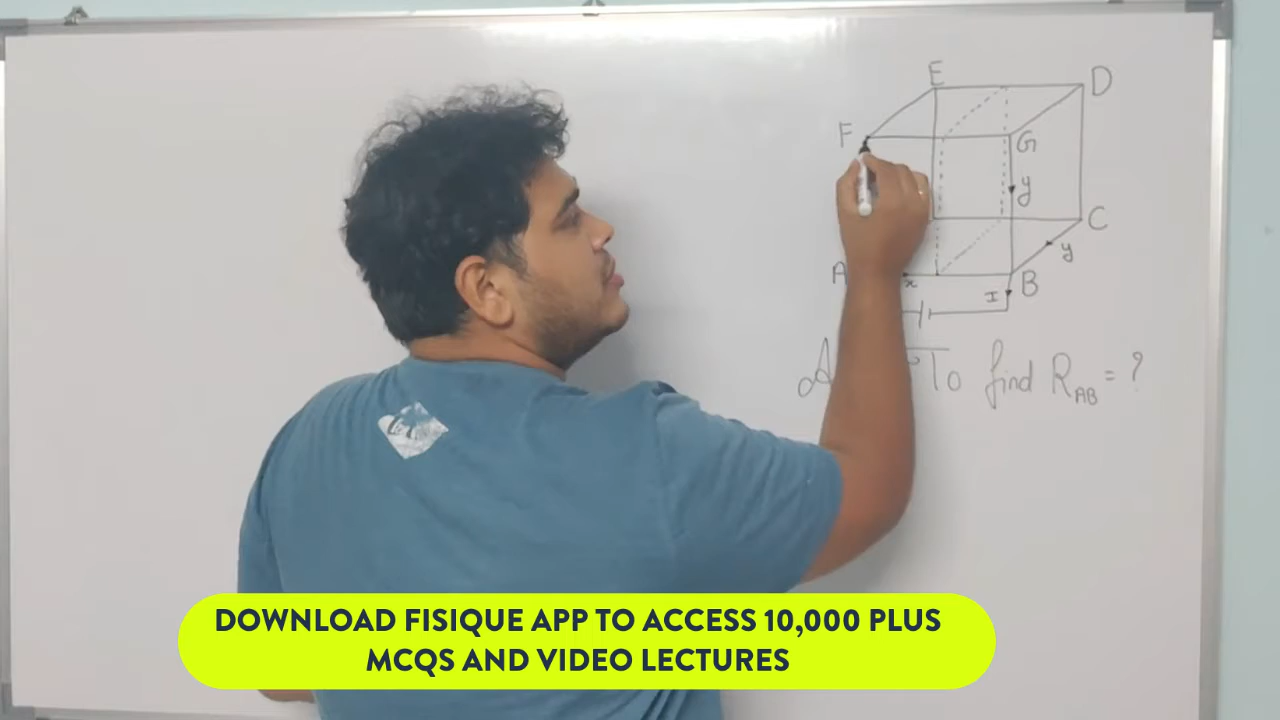 E
D
F
G
y
C
y
A
x
B
I
To find R_AB = ?
DOWNLOAD FISIQUE APP TO ACCESS 10,000 PLUS
MCQS AND VIDEO LECTURES